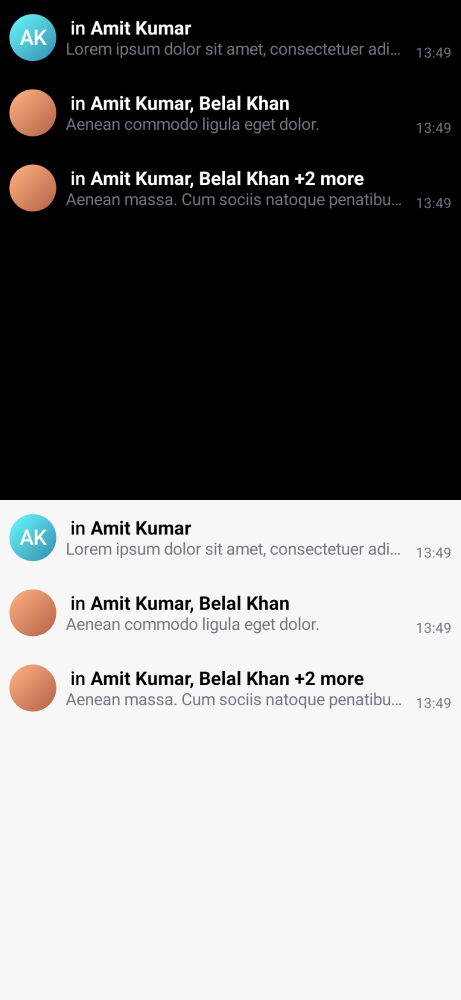 AK
in Amit Kumar
Lorem ipsum dolor sit amet, consectetuer adi... 13:49
in Amit Kumar, Belal Khan
Aenean commodo ligula eget dolor. 13:49
in Amit Kumar, Belal Khan +2 more
Aenean massa. Cum sociis natoque penatibu... 13:49
AK
in Amit Kumar
Lorem ipsum dolor sit amet, consectetuer adi... 13:49
in Amit Kumar, Belal Khan
Aenean commodo ligula eget dolor. 13:49
in Amit Kumar, Belal Khan +2 more
Aenean massa. Cum sociis natoque penatibu... 13:49